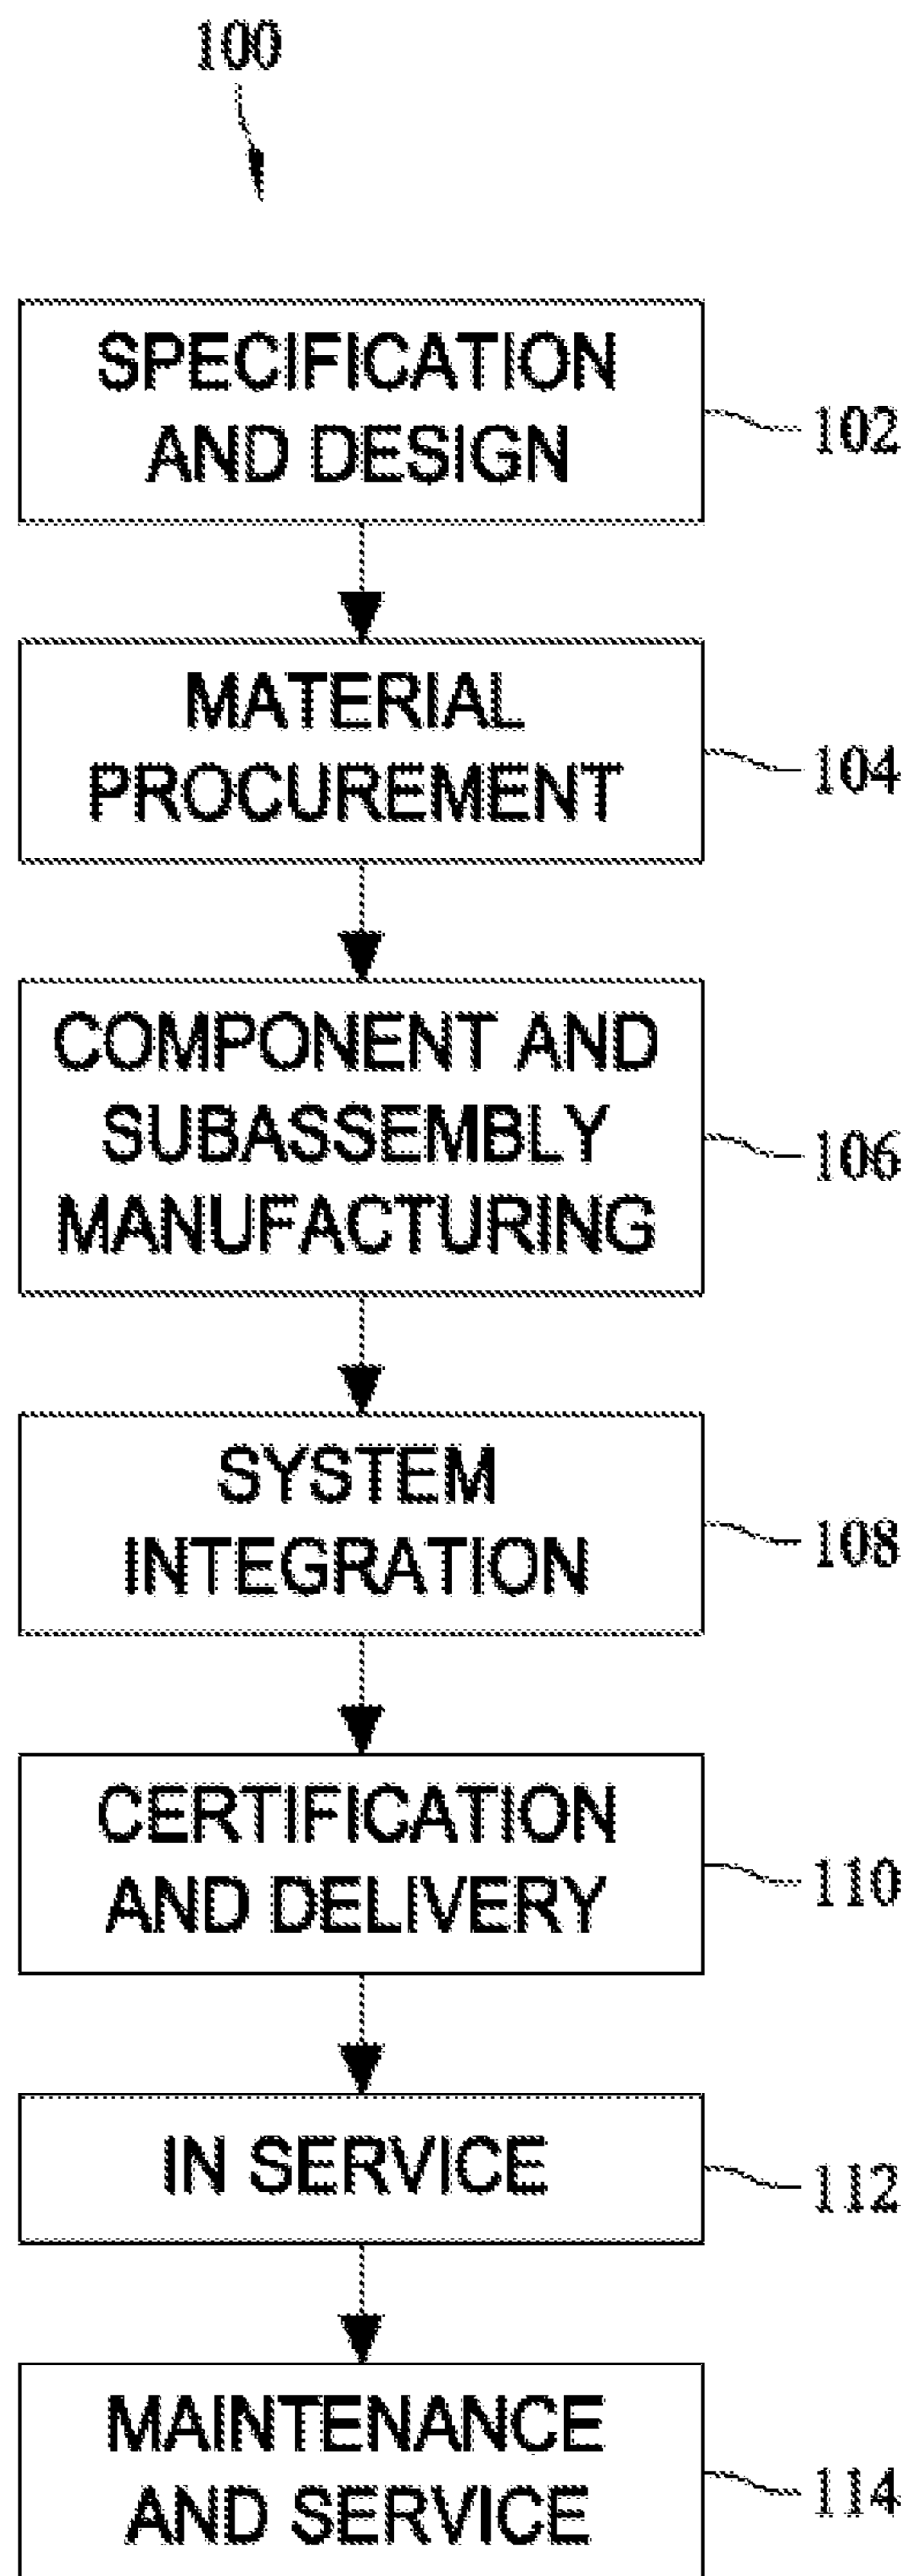 100
SPECIFICATION
AND DESIGN
102
MATERIAL
PROCUREMENT
104
COMPONENT AND
SUBASSEMBLY
MANUFACTURING
106
SYSTEM
INTEGRATION
108
CERTIFICATION
AND DELIVERY
110
IN SERVICE
112
MAINTENANCE
AND SERVICE
114